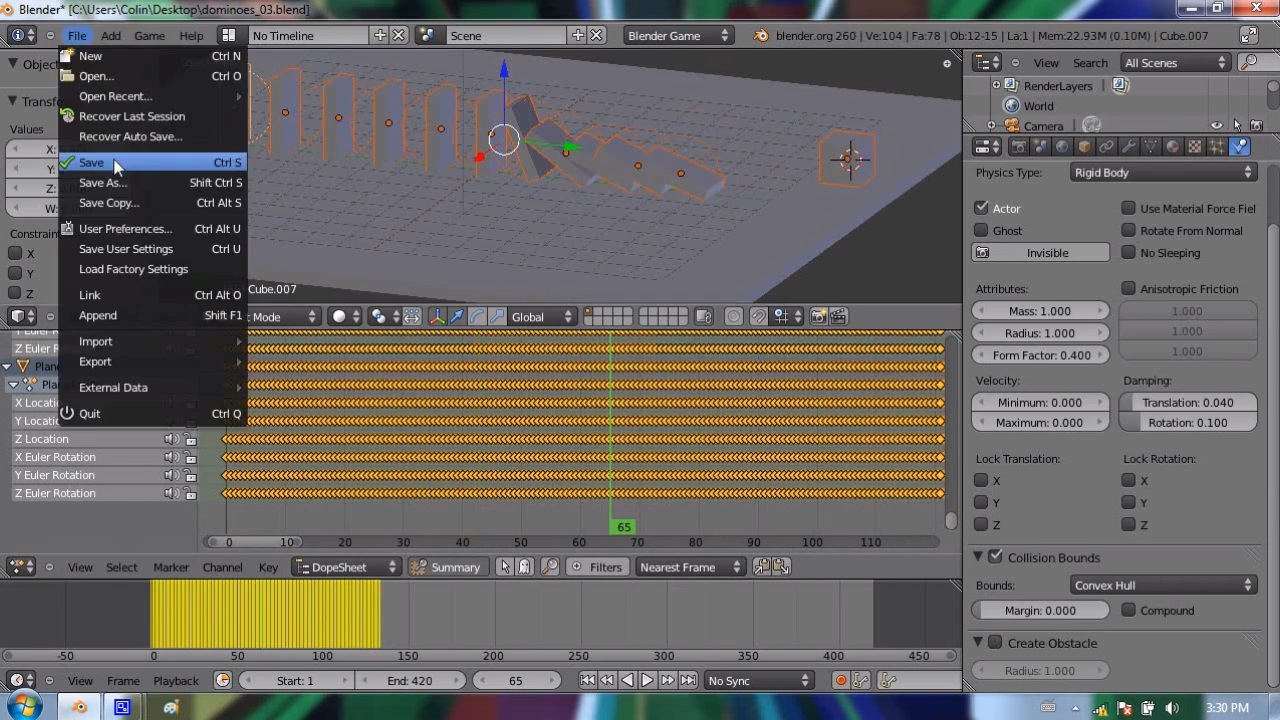 Blender* [C:\Users\Colin\Desktop\dominoes_03.blend]
File Add Game Help No Timeline Scene Blender Game blender.org 260 | Ve:104 | Fa:78 | Ob:12-15 | La:1 | Mem:22.93M (0.10M) | Cube.007
New Ctrl N
Open... Ctrl O
Open Recent...
Recover Last Session
Recover Auto Save...
Save Ctrl S
Save As... Shift Ctrl S
Save Copy... Ctrl Alt S
User Preferences... Ctrl Alt U
Save User Settings Ctrl U
Load Factory Settings
Link Ctrl Alt O
Append Shift F1
Import
Export
External Data
Quit Ctrl Q
Values
X:
Y:
Z:
W:
X
Y
Z
Cube.007
Mode Global
View Search All Scenes
RenderLayers
World
Camera
Physics Type: Rigid Body
Actor Use Material Force Fiel
Ghost Rotate From Normal
Invisible No Sleeping
Attributes: Anisotropic Friction
Mass: 1.000 1.000
Radius: 1.000 1.000
Form Factor: 0.400 1.000
Velocity: Damping:
Minimum: 0.000 Translation: 0.040
Maximum: 0.000 Rotation: 0.100
Lock Translation: Lock Rotation:
X X
Y Y
Z Z
Collision Bounds
Bounds: Convex Hull
Margin: 0.000 Compound
Create Obstacle
Radius: 1.000
Z Location
X Euler Rotation
Y Euler Rotation
Z Euler Rotation
65
0 10 20 30 40 50 60 70 80 90 100 110
View Select Marker Channel Key DopeSheet Summary Filters Nearest Frame
-50 0 50 100 150 200 250 300 350 400 450
View Frame Playback Start: 1 End: 420 65 No Sync
3:30 PM